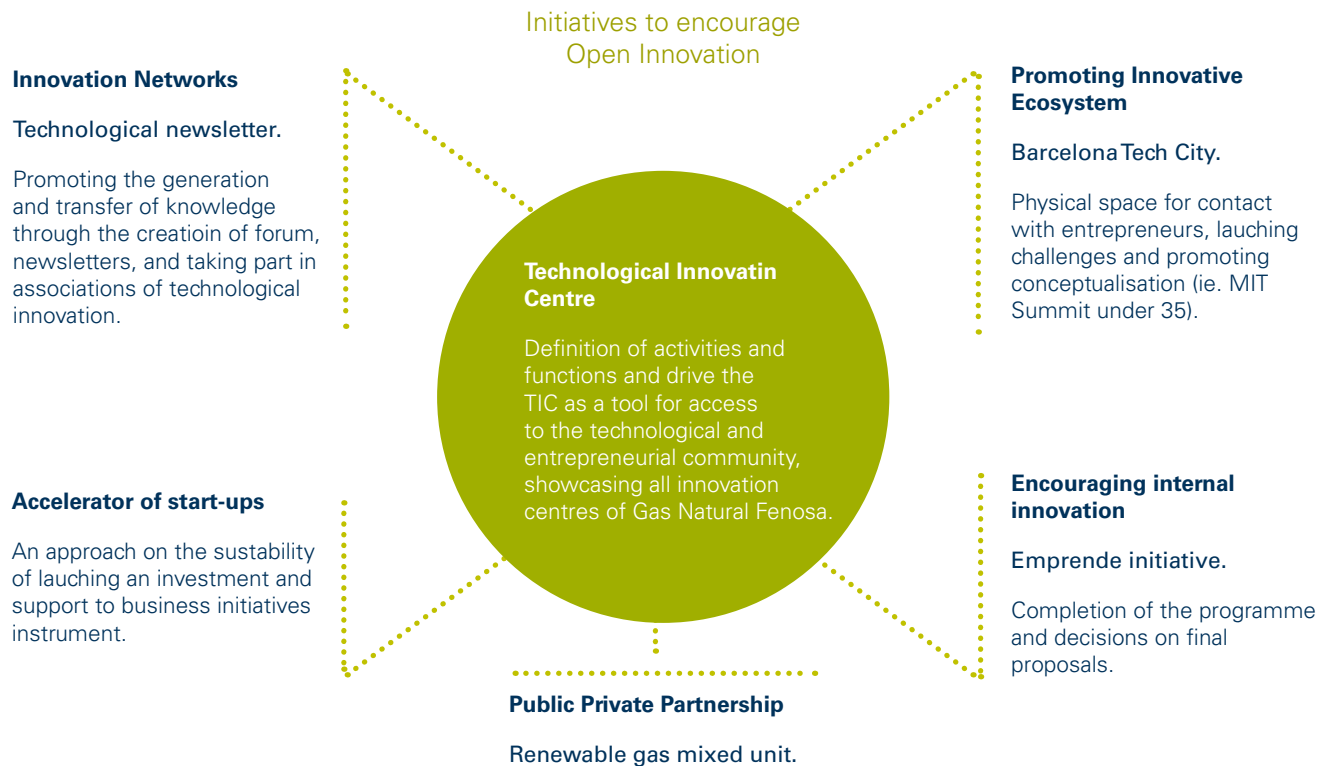 Initiatives to encourage
Open Innovation
Innovation Networks
Technological newsletter.
Promoting the generation
and transfer of knowledge
through the creatioin of forum,
newsletters, and taking part in
associations of technological
innovation.
Promoting Innovative
Ecosystem
Barcelona Tech City.
Physical space for contact
with entrepreneurs, lauching
challenges and promoting
conceptualisation (ie. MIT
Summit under 35).
Technological Innovatin
Centre
Definition of activities and
functions and drive the
TIC as a tool for access
to the technological and
entrepreneurial community,
showcasing all innovation
centres of Gas Natural Fenosa.
Accelerator of start-ups
An approach on the sustability
of lauching an investment and
support to business initiatives
instrument.
Encouraging internal
innovation
Emprende initiative.
Completion of the programme
and decisions on final
proposals.
Public Private Partnership
Renewable gas mixed unit.